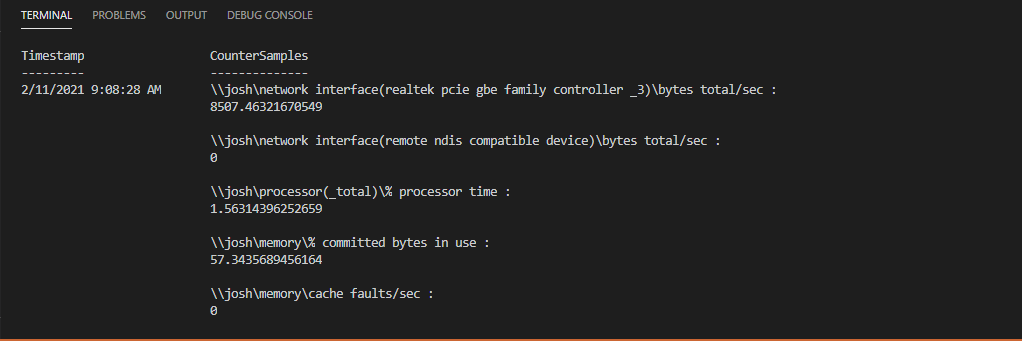 TERMINAL PROBLEMS OUTPUT DEBUG CONSOLE
Timestamp CounterSamples
--------- --------------
2/11/2021 9:08:28 AM \\josh\network interface(realtek pcie gbe family controller _3)\bytes total/sec :
8507.46321670549
\\josh\network interface(remote ndis compatible device)\bytes total/sec :
0
\\josh\processor(_total)\% processor time :
1.56314396252659
\\josh\memory\% committed bytes in use :
57.3435689456164
\\josh\memory\cache faults/sec :
0